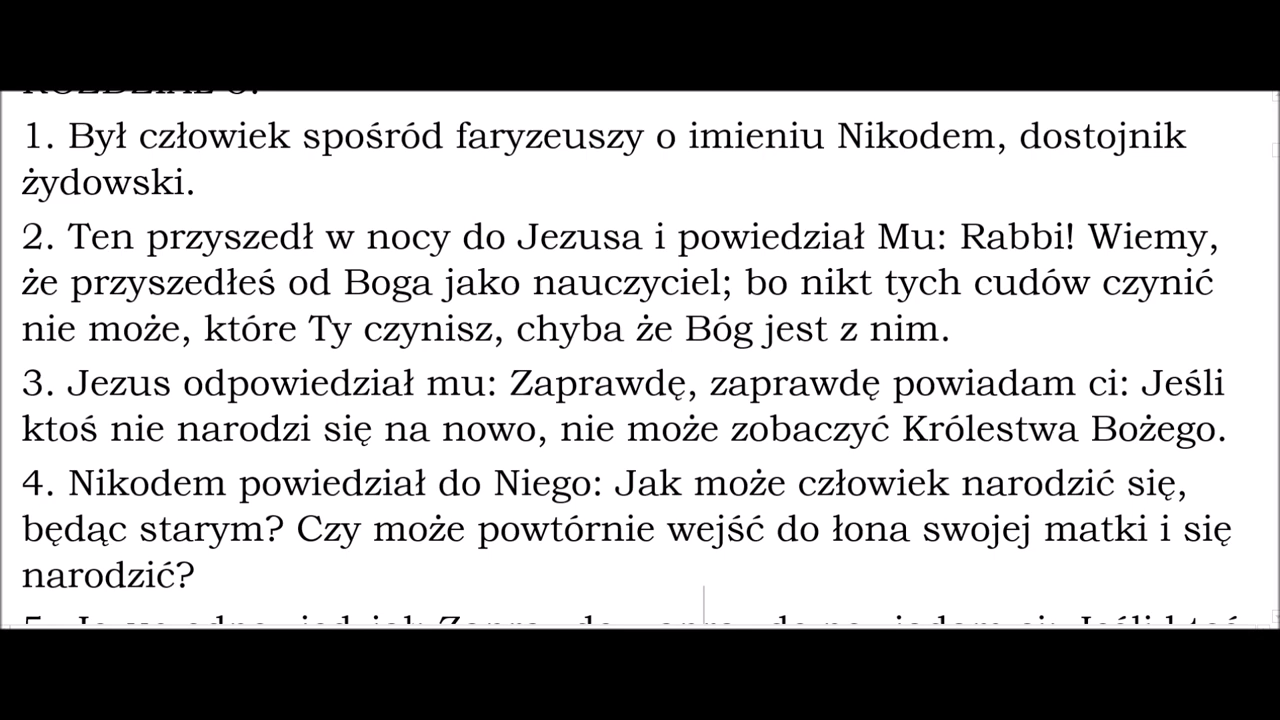 1. Był człowiek spośród faryzeuszy o imieniu Nikodem, dostojnik
żydowski.
2. Ten przyszedł w nocy do Jezusa i powiedział Mu: Rabbi! Wiemy,
że przyszedłeś od Boga jako nauczyciel; bo nikt tych cudów czynić
nie może, które Ty czynisz, chyba że Bóg jest z nim.
3. Jezus odpowiedział mu: Zaprawdę, zaprawdę powiadam ci: Jeśli
ktoś nie narodzi się na nowo, nie może zobaczyć Królestwa Bożego.
4. Nikodem powiedział do Niego: Jak może człowiek narodzić się,
będąc starym? Czy może powtórnie wejść do łona swojej matki i się
narodzić?